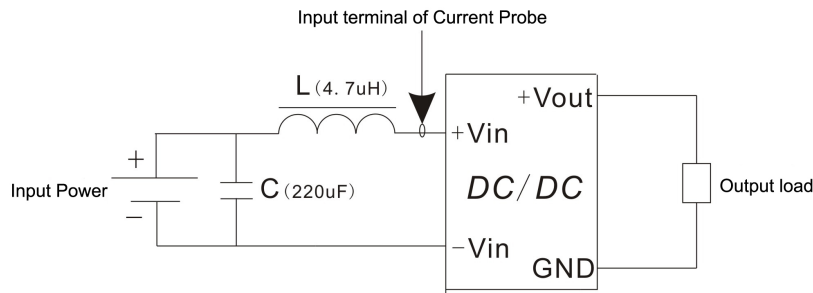 Input terminal of Current Probe
L (4. 7uH)
+Vout
+Vin
+
Input Power
C (220uF)
DC/DC
Output load
−
−Vin
GND